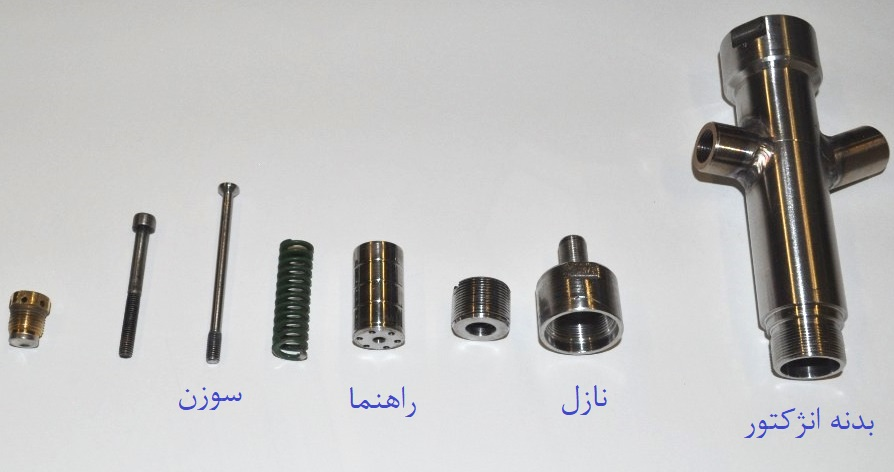 سوزن
راهنما
نازل
بدنه انژکتور